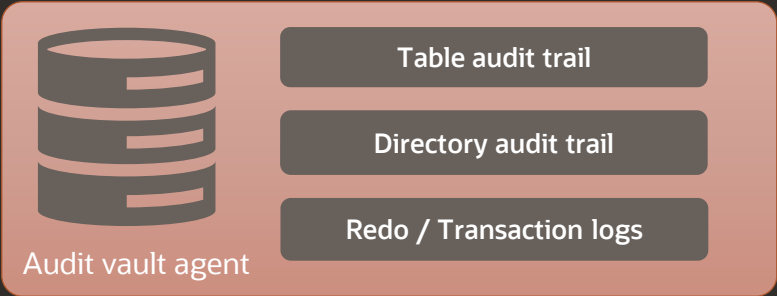 Table audit trail
Directory audit trail
Redo / Transaction logs
Audit vault agent